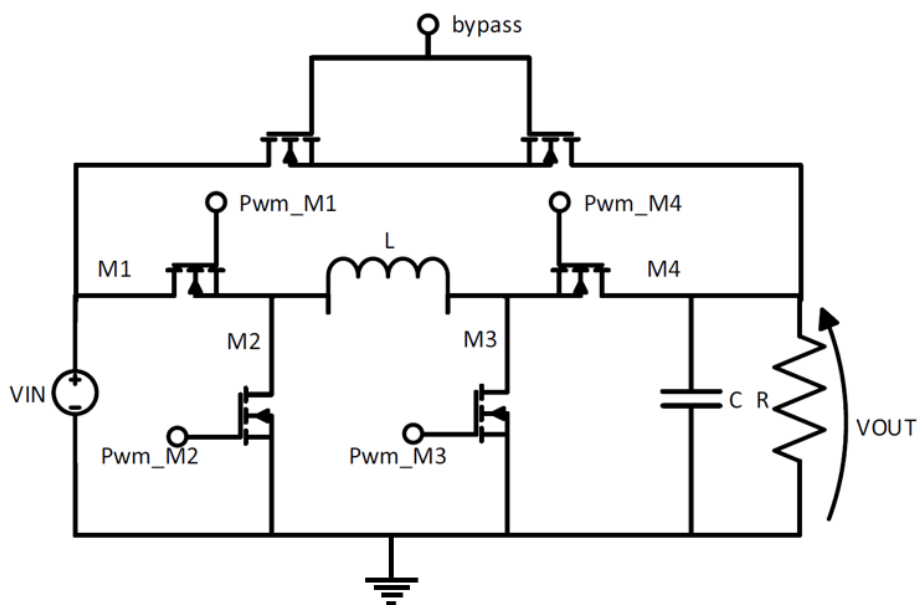 bypass
Pwm_M1
Pwm_M4
L
M1
M4
M2
M3
VIN
C
R
VOUT
Pwm_M2
Pwm_M3